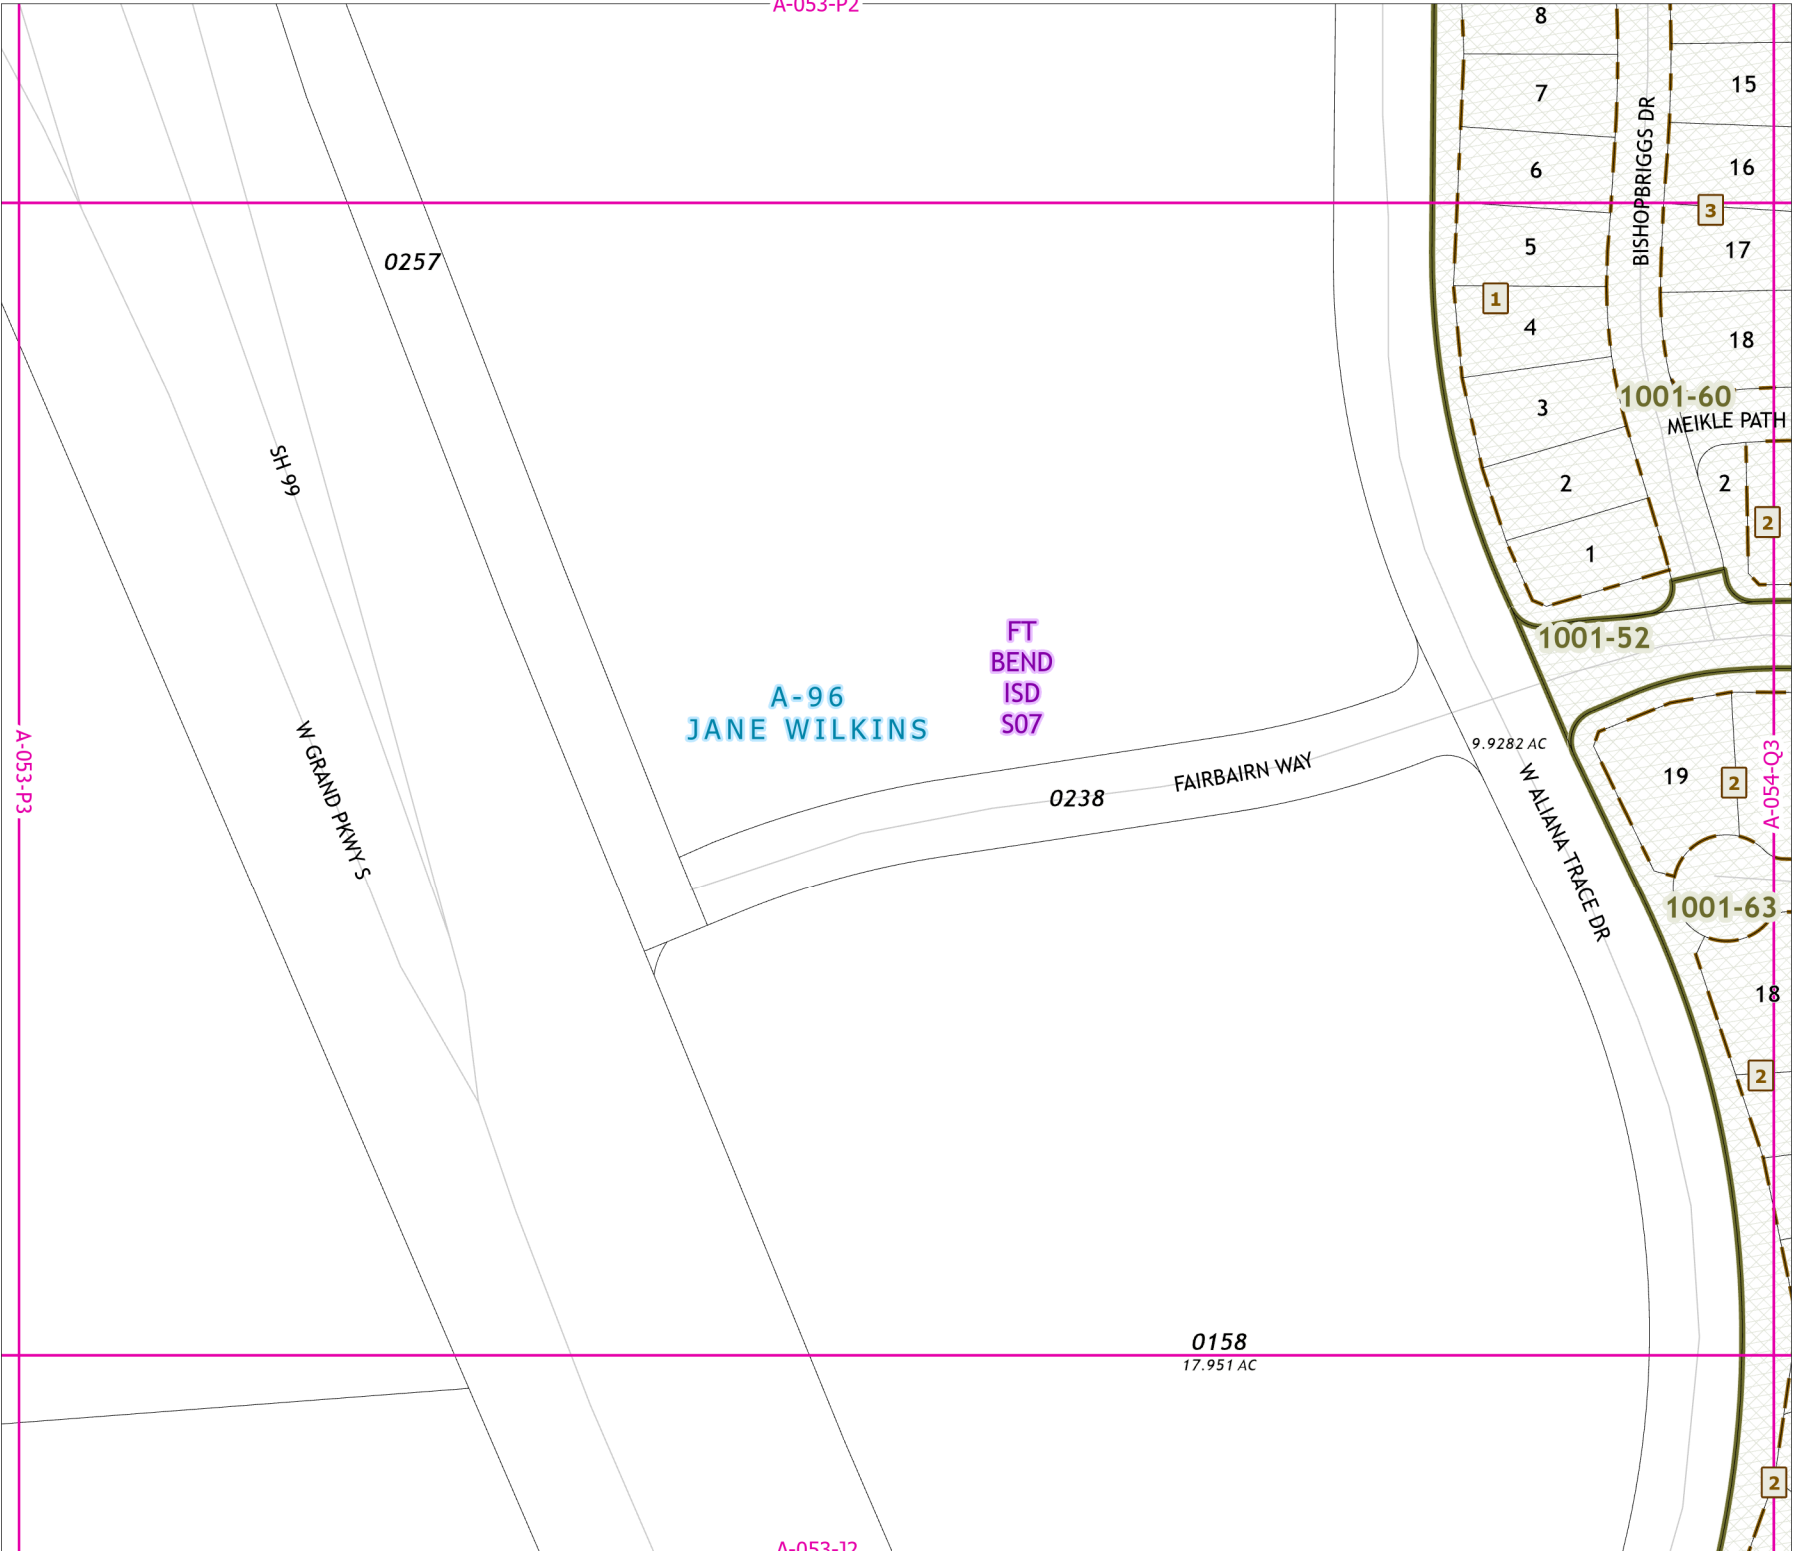 A-053-P2
8
7
15
BISHOPBRIGGS DR
6
16
3
5
17
0257
1
4
18
1001-60
3
MEIKLE PATH
SH 99
2
2
2
1
FT
BEND
ISD
S07
1001-52
A-96
JANE WILKINS
W GRAND PKWY S
A-053-P3
9.9282 AC
FAIRBAIRN WAY
0238
19
2
A-054-Q3
W ALIANA TRACE DR
1001-63
18
2
0158
17.951 AC
2
A-053-J2